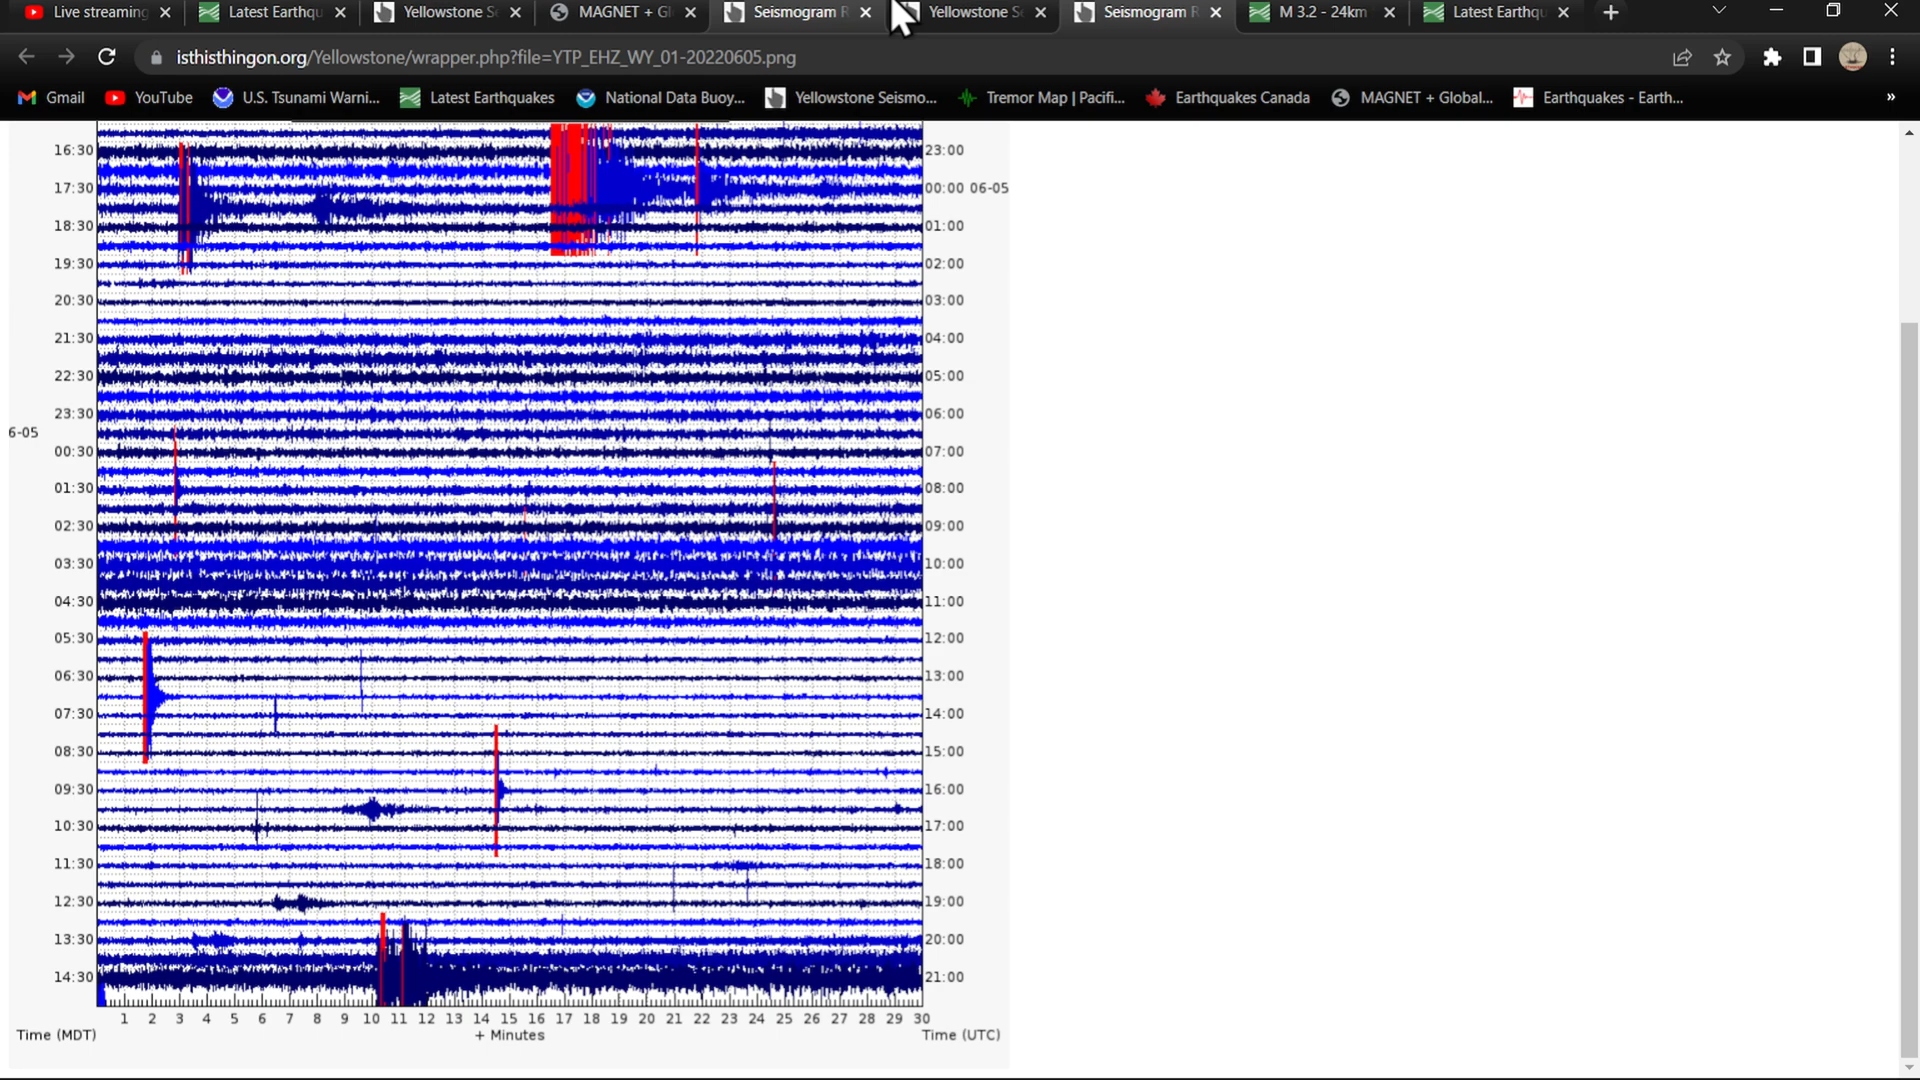 Live streaming
Latest Earthqu
Yellowstone S
MAGNET + Gl
Seismogram R
Yellowstone Se
Seismogram R
M 3.2 - 24km
Latest Earthqu
isthisthingon.org/Yellowstone/wrapper.php?file=YTP_EHZ_WY_01-20220605.png
Gmail YouTube U.S. Tsunami Warni... Latest Earthquakes National Data Buoy... Yellowstone Seismo... Tremor Map | Pacifi... Earthquakes Canada MAGNET + Global... Earthquakes - Earth... »
16:30 23:00
17:30 00:00 06-05
18:30 01:00
19:30 02:00
20:30 03:00
21:30 04:00
22:30 05:00
23:30 06:00
6-05
00:30 07:00
01:30 08:00
02:30 09:00
03:30 10:00
04:30 11:00
05:30 12:00
06:30 13:00
07:30 14:00
08:30 15:00
09:30 16:00
10:30 17:00
11:30 18:00
12:30 19:00
13:30 20:00
14:30 21:00
1 2 3 4 5 6 7 8 9 10 11 12 13 14 15 16 17 18 19 20 21 22 23 24 25 26 27 28 29 30
Time (MDT) + Minutes Time (UTC)